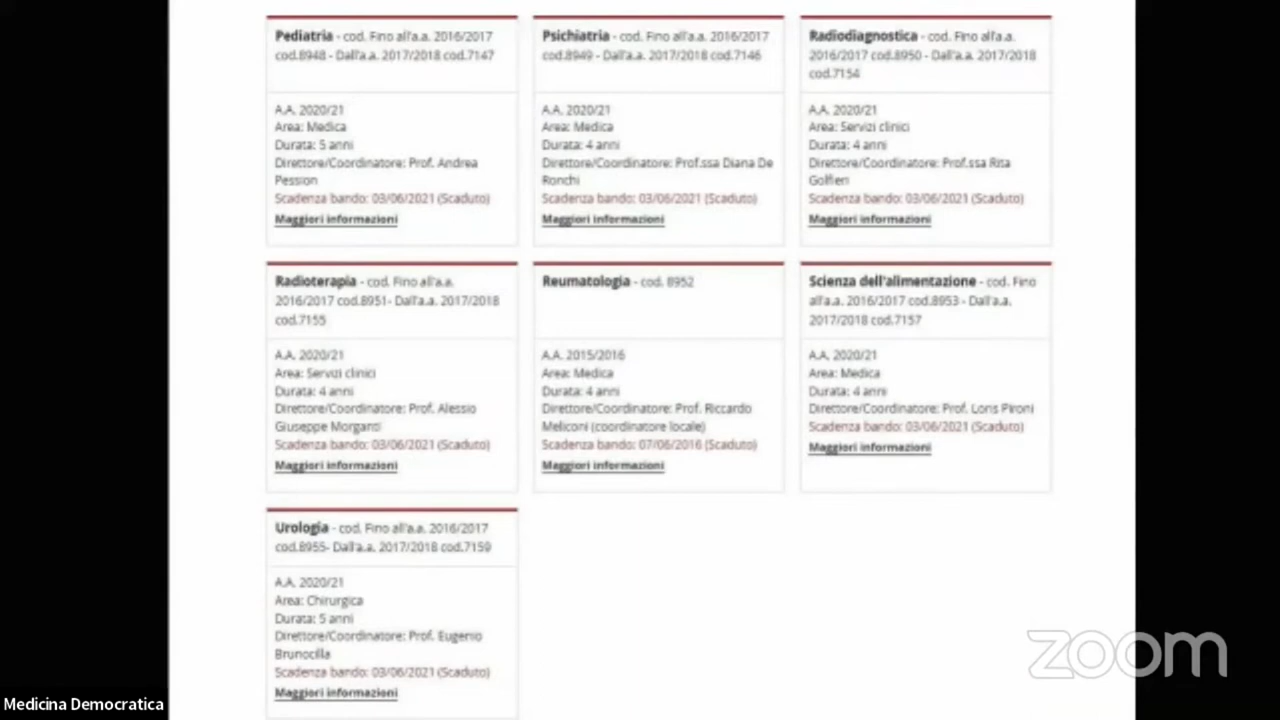 Pediatria - cod. Fino all'a.a. 2016/2017
cod.8948 - Dall'a.a. 2017/2018 cod.7147
A.A. 2020/21
Area: Medica
Durata: 5 anni
Direttore/Coordinatore: Prof. Andrea
Pession
Scadenza bando: 03/06/2021 (Scaduto)
Maggiori informazioni
Psichiatria - cod. Fino all'a.a. 2016/2017
cod.8949 - Dall'a.a. 2017/2018 cod.7146
A.A. 2020/21
Area: Medica
Durata: 4 anni
Direttore/Coordinatore: Prof.ssa Diana De
Ronchi
Scadenza bando: 03/06/2021 (Scaduto)
Maggiori informazioni
Radiodiagnostica - cod. Fino all'a.a.
2016/2017 cod.8950 - Dall'a.a. 2017/2018
cod.7154
A.A. 2020/21
Area: Servizi clinici
Durata: 4 anni
Direttore/Coordinatore: Prof.ssa Rita
Golfieri
Scadenza bando: 03/06/2021 (Scaduto)
Maggiori informazioni
Radioterapia - cod. Fino all'a.a.
2016/2017 cod.8951- Dall'a.a. 2017/2018
cod.7155
A.A. 2020/21
Area: Servizi clinici
Durata: 4 anni
Direttore/Coordinatore: Prof. Alessio
Giuseppe Morganti
Scadenza bando: 03/06/2021 (Scaduto)
Maggiori informazioni
Reumatologia - cod. 8952
A.A. 2015/2016
Area: Medica
Durata: 4 anni
Direttore/Coordinatore: Prof. Riccardo
Meliconi (coordinatore locale)
Scadenza bando: 07/06/2016 (Scaduto)
Maggiori informazioni
Scienza dell'alimentazione - cod. Fino
all'a.a. 2016/2017 cod.8953 - Dall'a.a.
2017/2018 cod.7157
A.A. 2020/21
Area: Medica
Durata: 4 anni
Direttore/Coordinatore: Prof. Loris Pironi
Scadenza bando: 03/06/2021 (Scaduto)
Maggiori informazioni
Urologia - cod. Fino all'a.a. 2016/2017
cod.8955- Dall'a.a. 2017/2018 cod.7159
A.A. 2020/21
Area: Chirurgica
Durata: 5 anni
Direttore/Coordinatore: Prof. Eugenio
Brunocilla
Scadenza bando: 03/06/2021 (Scaduto)
Maggiori informazioni
zoom
Medicina Democratica